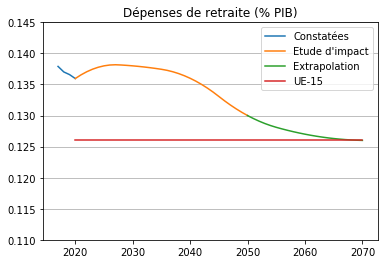 Dépenses de retraite (% PIB)
0.145
0.140
0.135
0.130
0.125
0.120
0.115
0.110
Constatées
Etude d'impact
Extrapolation
UE-15
2020 2030 2040 2050 2060 2070